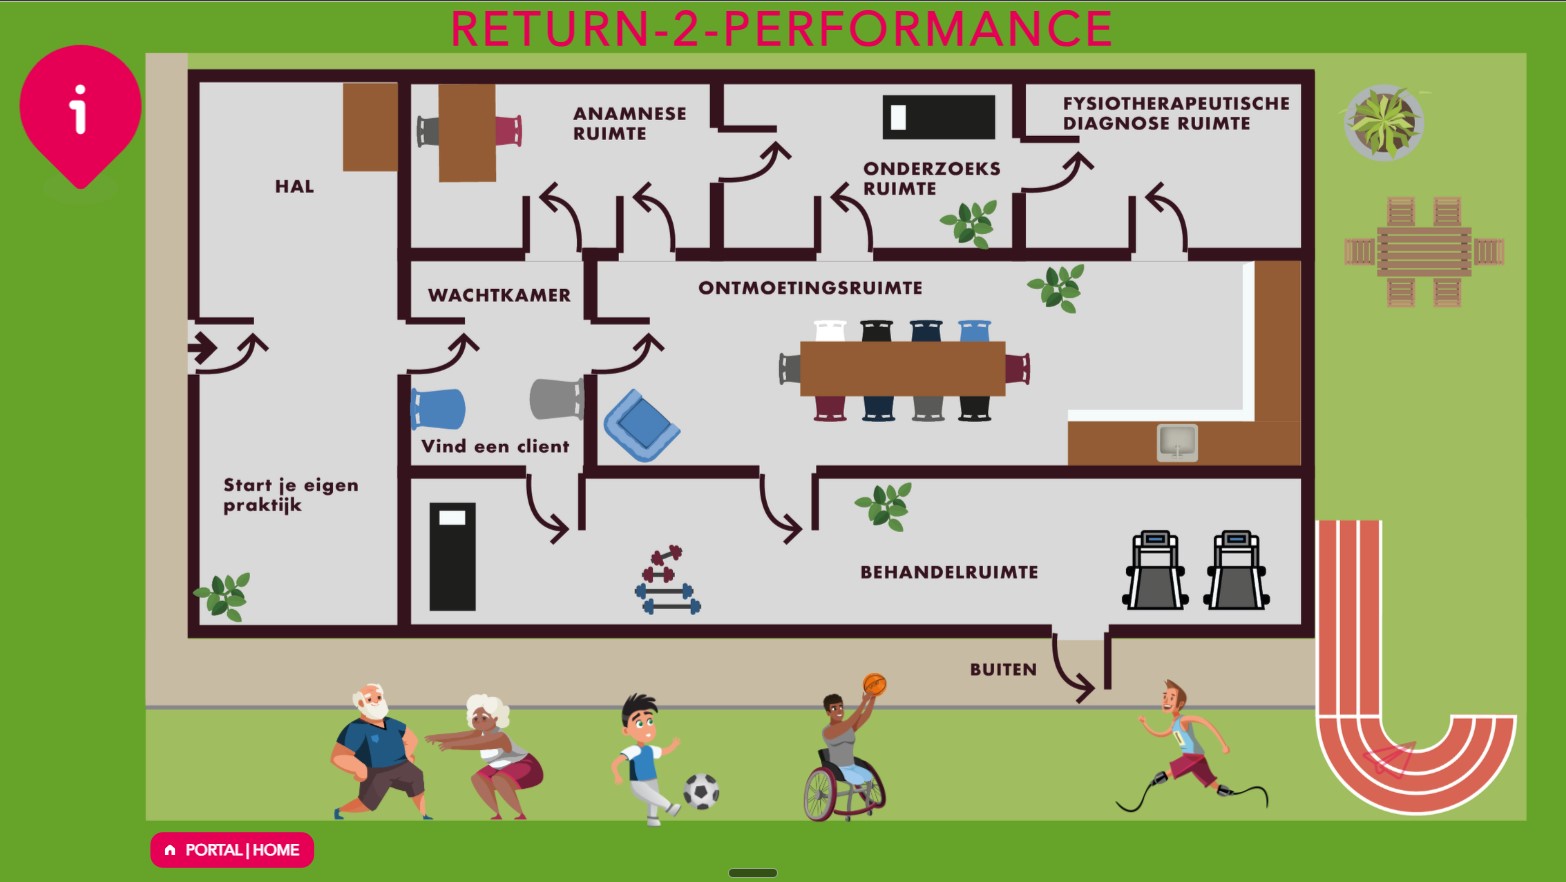 RETURN-2-PERFORMANCE
i
HAL
ANAMNESE
RUIMTE
ONDERZOEKS
RUIMTE
FYSIOTHERAPEUTISCHE
DIAGNOSE RUIMTE
WACHTKAMER
ONTMOETINGSRUIMTE
Vind een client
Start je eigen
praktijk
BEHANDELRUIMTE
BUITEN
PORTAL | HOME